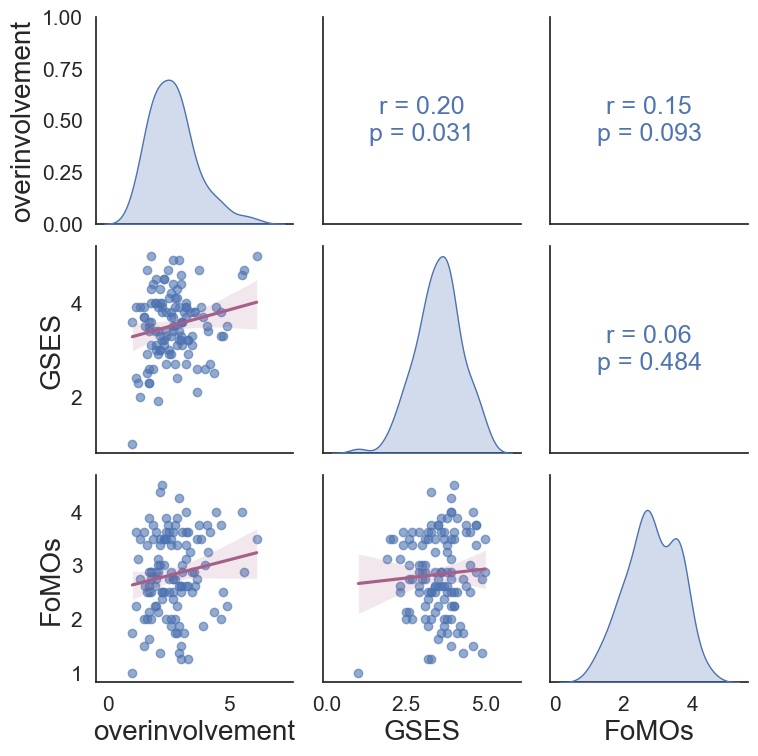 1.00
0.75
0.50
0.25
0.00
overinvolvement
r = 0.20
p = 0.031
r = 0.15
p = 0.093
4
2
GSES
r = 0.06
p = 0.484
4
3
2
1
FoMOs
0 5
overinvolvement
0.0 2.5 5.0
GSES
0 2 4
FoMOs